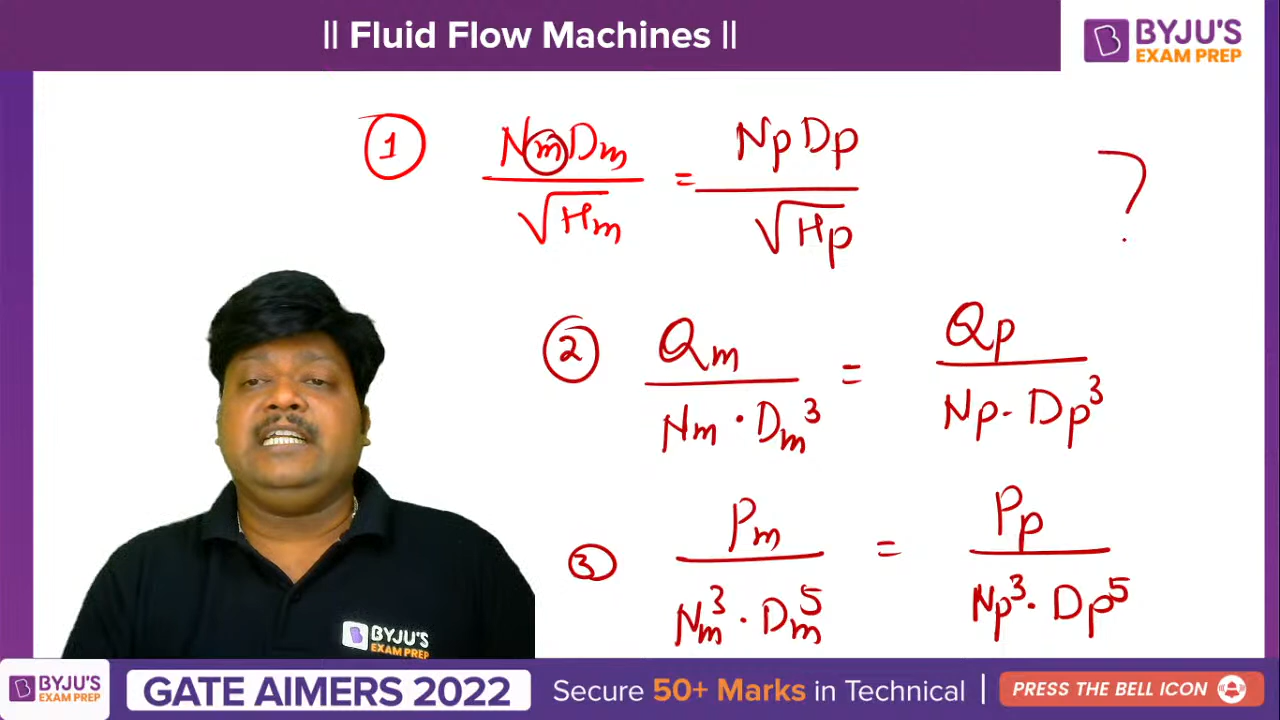 || Fluid Flow Machines ||
BYJU'S
EXAM PREP
① NmDm / √Hm = NpDp / √Hp ?
② Qm / Nm · Dm³ = Qp / Np · Dp³
③ Pm / Nm³ · Dm⁵ = Pp / Np³ · Dp⁵
BYJU'S
EXAM PREP
BYJU'S
EXAM PREP
GATE AIMERS 2022
Secure 50+ Marks in Technical
PRESS THE BELL ICON